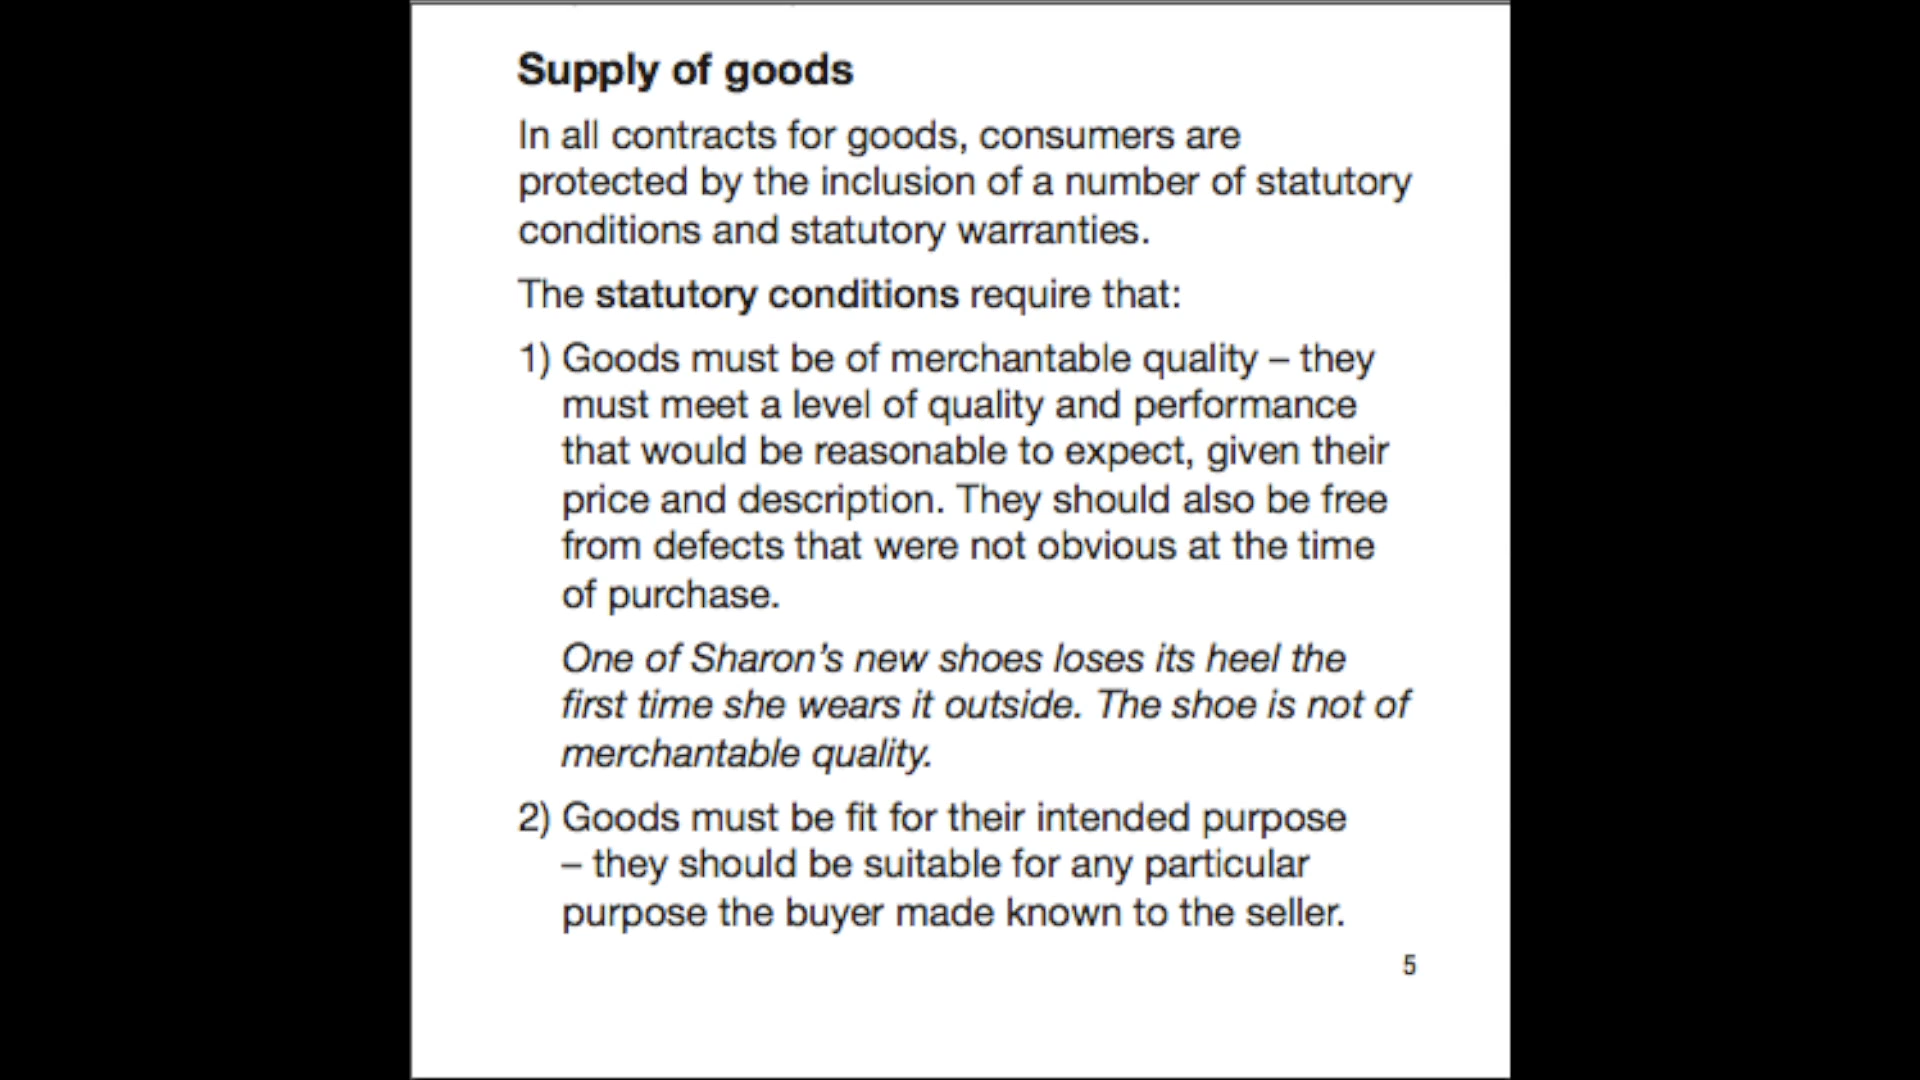 Supply of goods
In all contracts for goods, consumers are
protected by the inclusion of a number of statutory
conditions and statutory warranties.
The statutory conditions require that:
1) Goods must be of merchantable quality – they
must meet a level of quality and performance
that would be reasonable to expect, given their
price and description. They should also be free
from defects that were not obvious at the time
of purchase.
One of Sharon's new shoes loses its heel the
first time she wears it outside. The shoe is not of
merchantable quality.
2) Goods must be fit for their intended purpose
– they should be suitable for any particular
purpose the buyer made known to the seller.
5